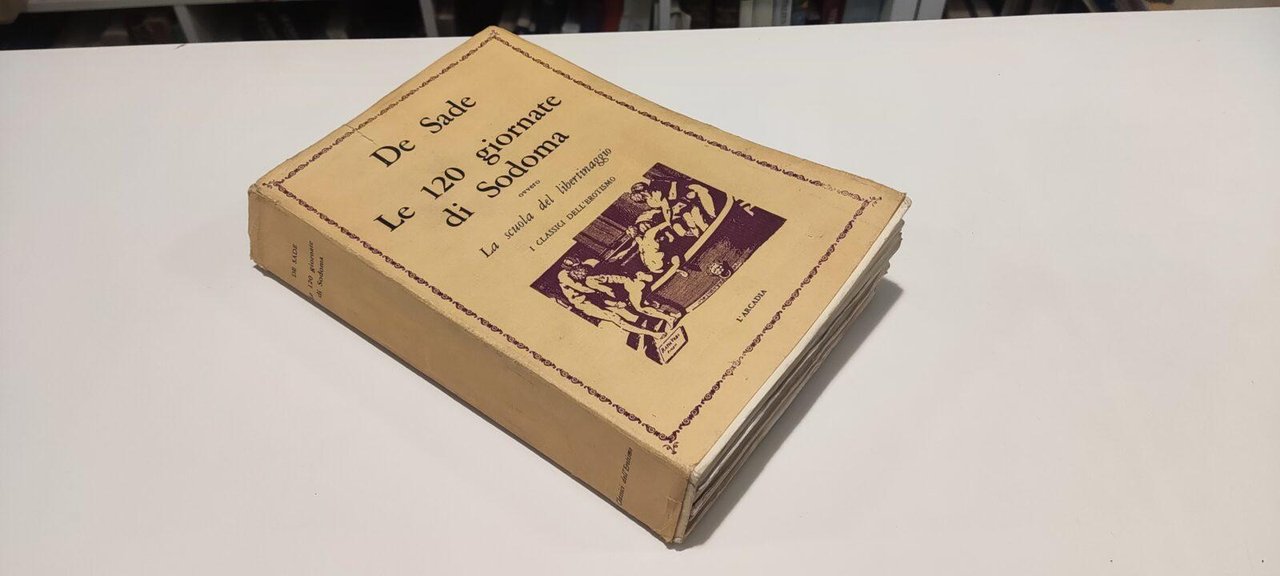 De Sade
Le 120 giornate
di Sodoma
ovvero
La scuola del libertinaggio
I CLASSICI DELL'EROTISMO
L'ARCADIA
DE SADE
Le 120 giornate
di Sodoma
Classici dell'Erotismo